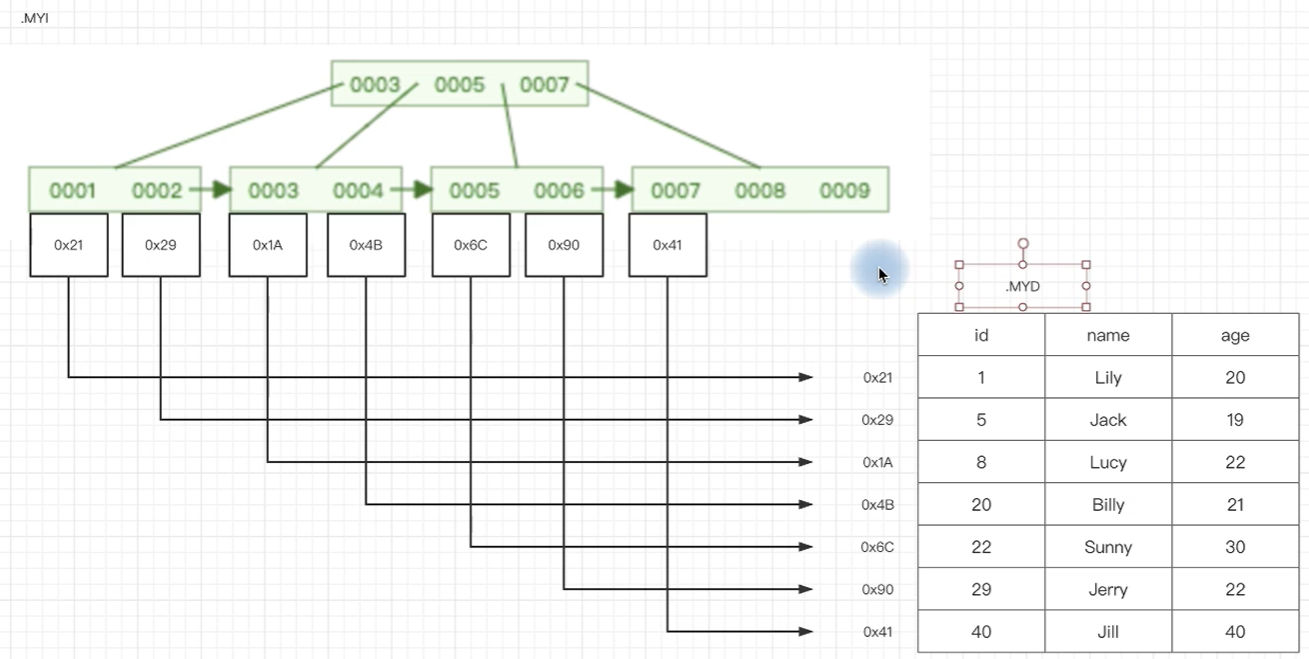 .MYI
0003 0005 0007
0001 0002 0003 0004 0005 0006 0007 0008 0009
0x21 0x29 0x1A 0x4B 0x6C 0x90 0x41
.MYD
id name age
0x21 1 Lily 20
0x29 5 Jack 19
0x1A 8 Lucy 22
0x4B 20 Billy 21
0x6C 22 Sunny 30
0x90 29 Jerry 22
0x41 40 Jill 40